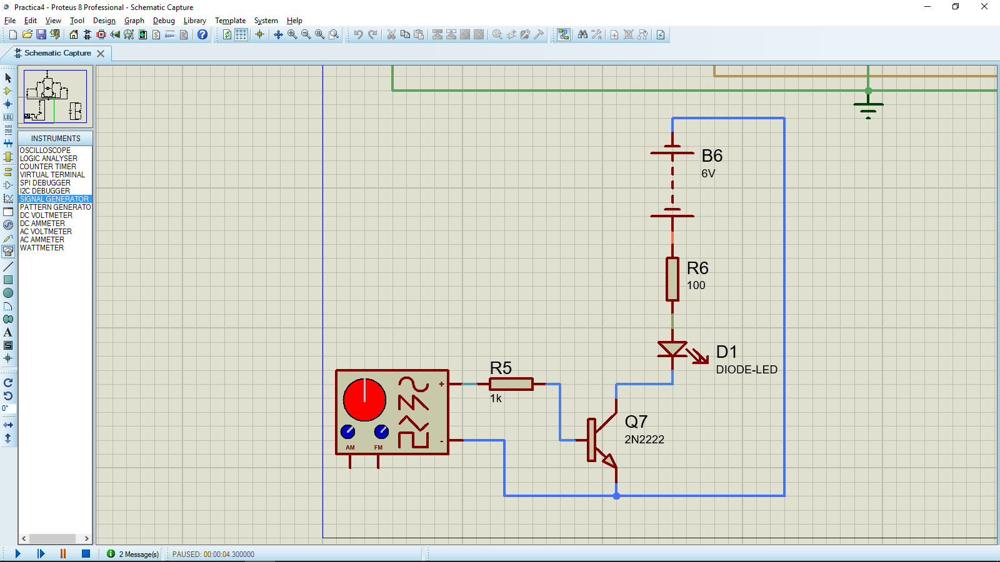 Practica4 - Proteus 8 Professional - Schematic Capture
File Edit View Tool Design Graph Debug Library Template System Help
Schematic Capture
INSTRUMENTS
OSCILLOSCOPE
LOGIC ANALYSER
COUNTER TIMER
VIRTUAL TERMINAL
SPI DEBUGGER
I2C DEBUGGER
SIGNAL GENERATOR
PATTERN GENERATO
DC VOLTMETER
DC AMMETER
AC VOLTMETER
AC AMMETER
WATTMETER
LBL
A
S
0°
B6
6V
R6
100
D1
DIODE-LED
R5
1k
+
-
AM FM
Q7
2N2222
2 Message(s)
PAUSED: 00:00:04.300000